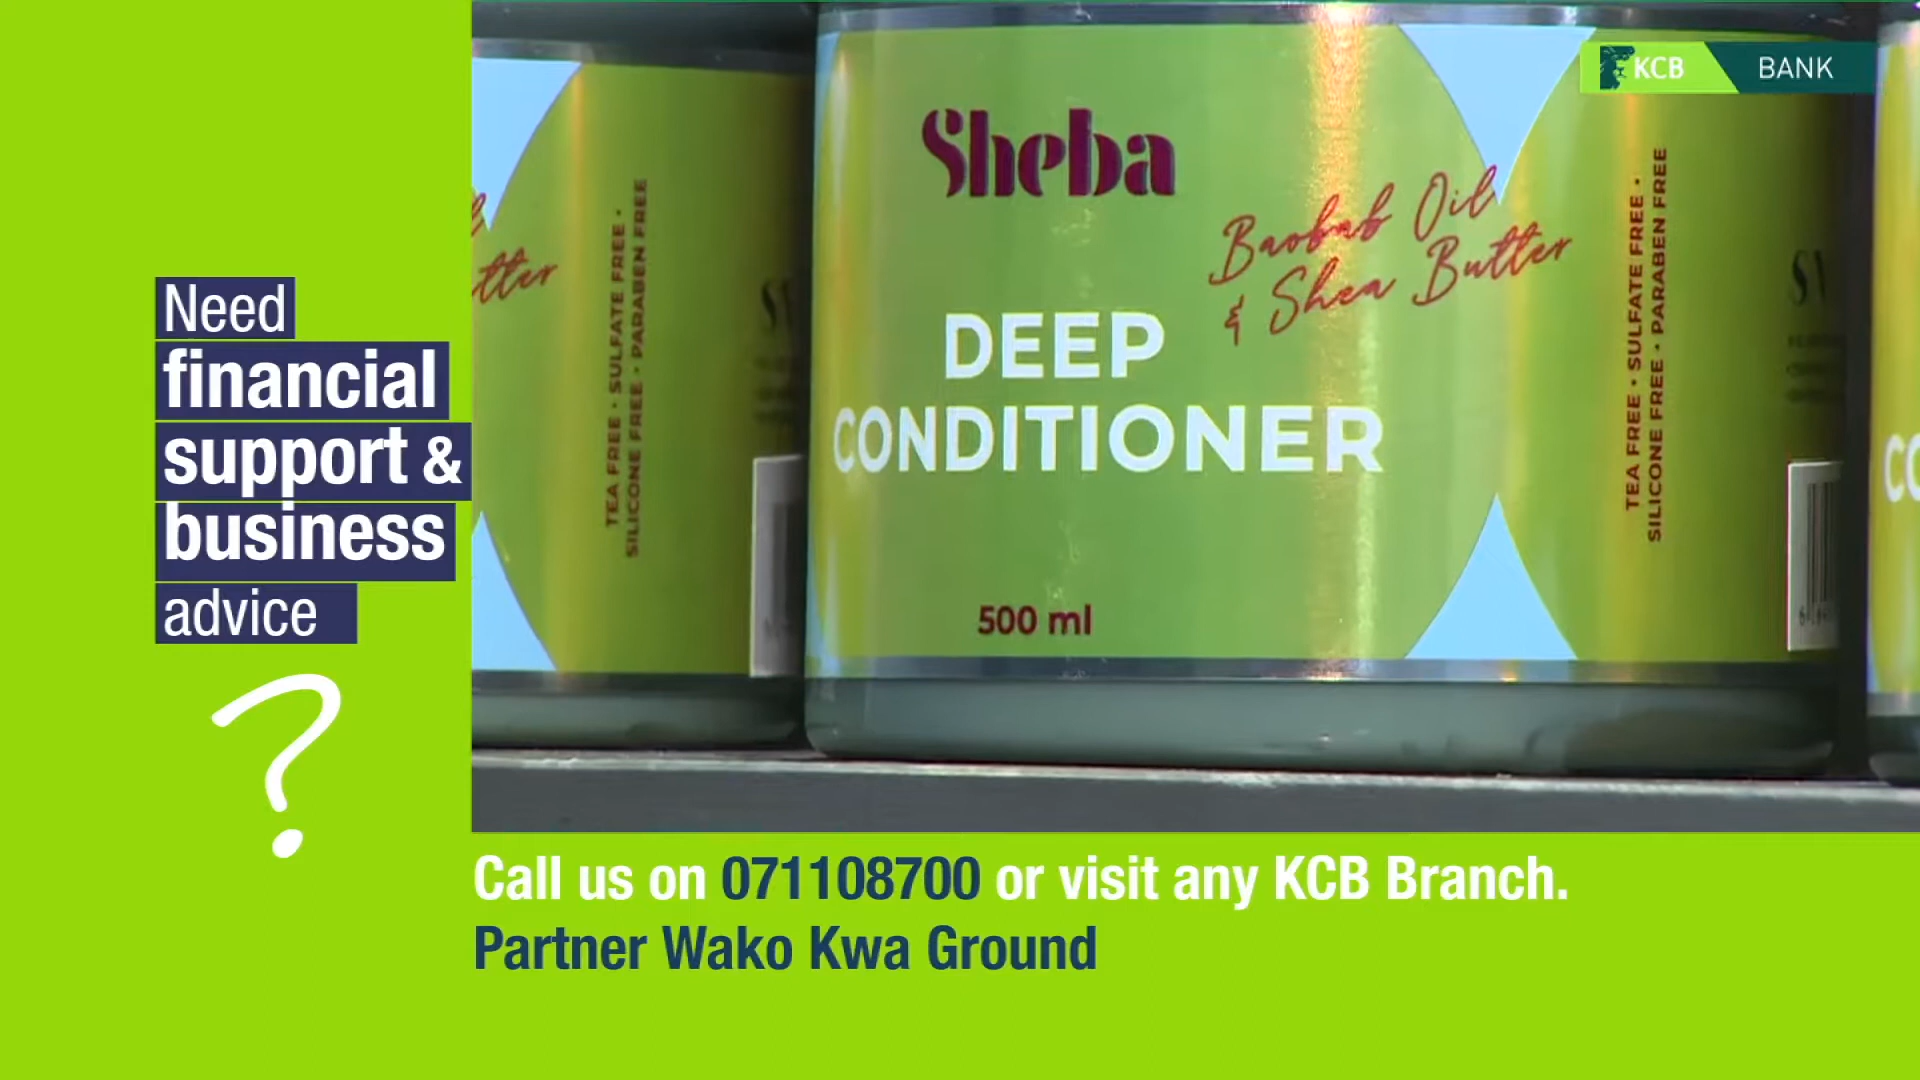 KCB BANK
Need
financial
support &
business
advice
?
Sheba
Baobab Oil
& Shea Butter
DEEP
CONDITIONER
500 ml
TEA FREE • SULFATE FREE •
SILICONE FREE • PARABEN FREE
tter
TEA FREE • SULFATE FREE •
SILICONE FREE • PARABEN FREE
CO
Call us on 071108700 or visit any KCB Branch.
Partner Wako Kwa Ground